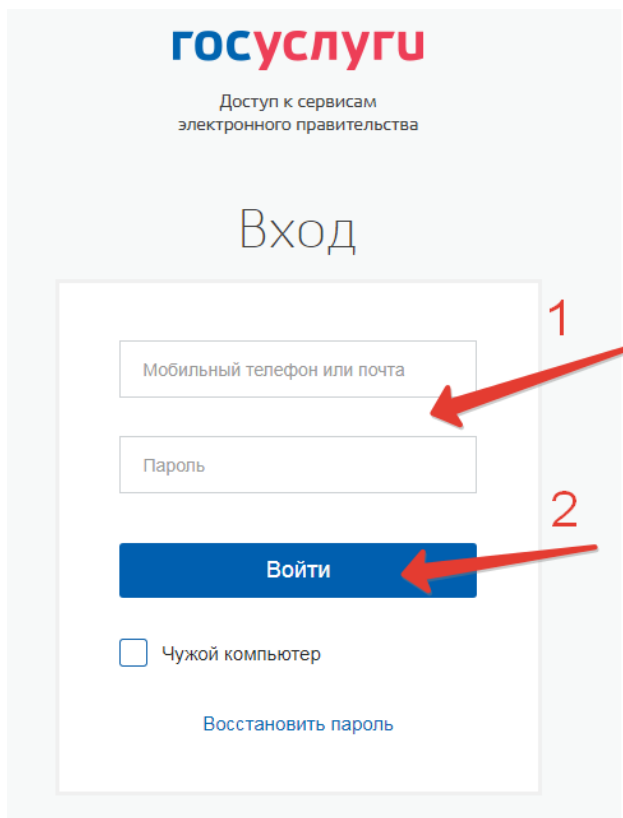 госуслуги
Доступ к сервисам
электронного правительства
Вход
1
Мобильный телефон или почта
Пароль
2
Войти
Чужой компьютер
Восстановить пароль